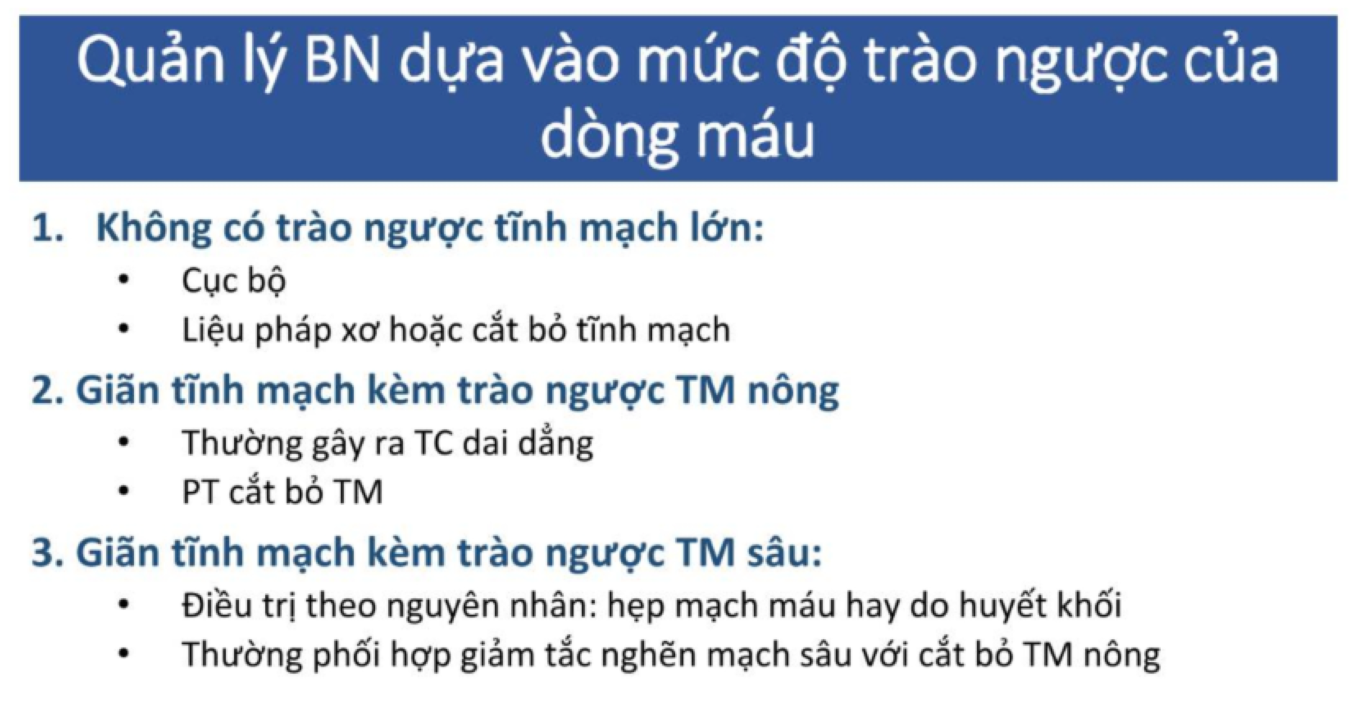 Quản lý BN dựa vào mức độ trào ngược của
dòng máu
1. Không có trào ngược tĩnh mạch lớn:
• Cục bộ
• Liệu pháp xơ hoặc cắt bỏ tĩnh mạch
2. Giãn tĩnh mạch kèm trào ngược TM nông
• Thường gây ra TC dai dẳng
• PT cắt bỏ TM
3. Giãn tĩnh mạch kèm trào ngược TM sâu:
• Điều trị theo nguyên nhân: hẹp mạch máu hay do huyết khối
• Thường phối hợp giảm tắc nghẽn mạch sâu với cắt bỏ TM nông